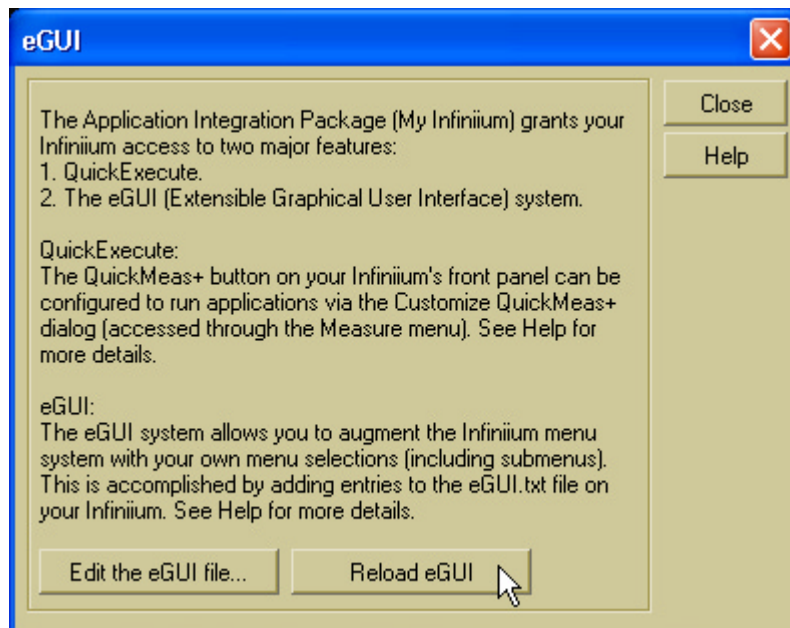 eGUI
The Application Integration Package (My Infiniium) grants your
Infiniium access to two major features:
1. QuickExecute.
2. The eGUI (Extensible Graphical User Interface) system.
QuickExecute:
The QuickMeas+ button on your Infiniium's front panel can be
configured to run applications via the Customize QuickMeas+
dialog (accessed through the Measure menu). See Help for
more details.
eGUI:
The eGUI system allows you to augment the Infiniium menu
system with your own menu selections (including submenus).
This is accomplished by adding entries to the eGUI.txt file on
your Infiniium. See Help for more details.
Edit the eGUI file...
Reload eGUI
Close
Help